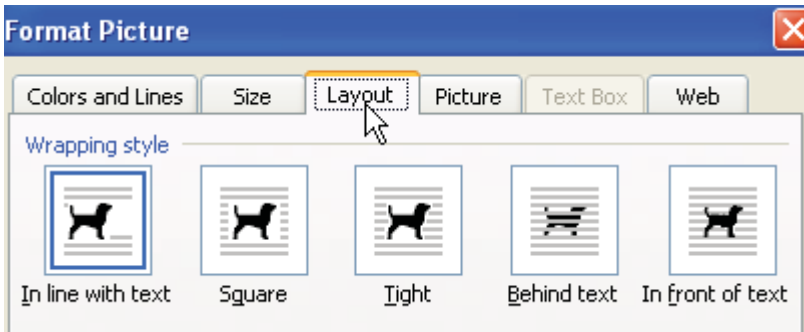 Format Picture
Colors and Lines Size Layout Picture Text Box Web
Wrapping style
In line with text Square Tight Behind text In front of text